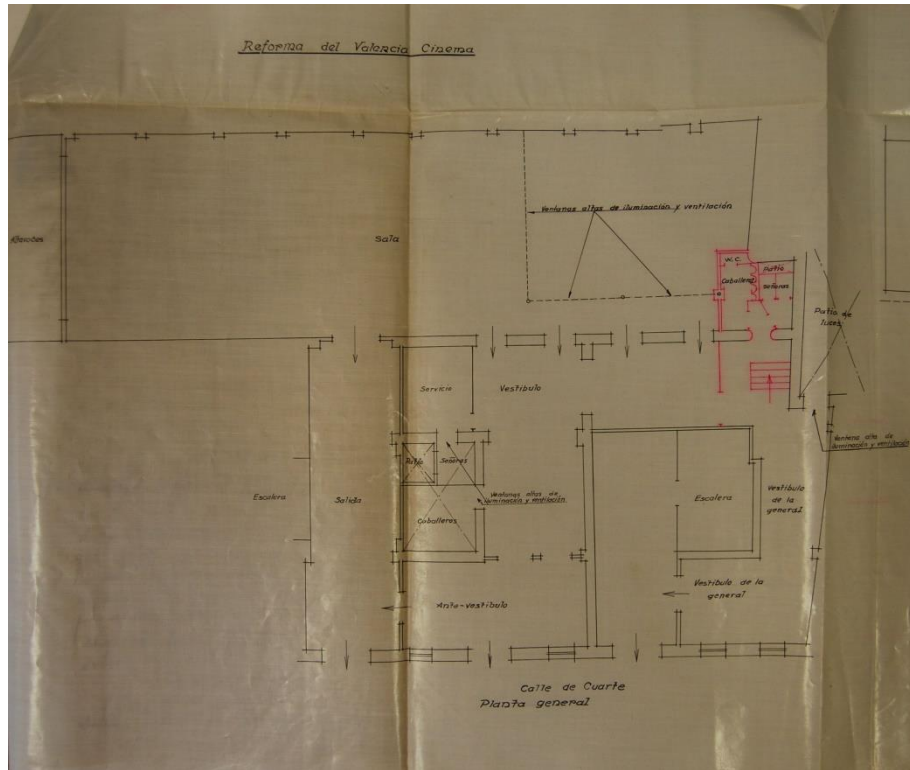 Reforma del Valencia Cinema
Ventanas altas de iluminación y ventilación
Sala
W.C.
Caballeros
Patio
Señoras
Patio de
luces
Servicio
Vestíbulo
Ventana alta de
iluminación y ventilación
Patio
Señoras
Ventanas altas de
iluminación y ventilación
Escalera
Salida
Caballeros
Escalera
Vestíbulo
de la
general
Vestíbulo de la
general
Ante-vestíbulo
Calle de Cuarte
Planta general